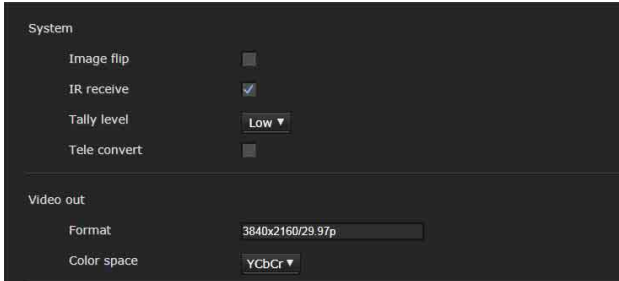 System
Image flip
IR receive
Tally level Low
Tele convert
Video out
Format 3840x2160/29.97p
Color space YCbCr